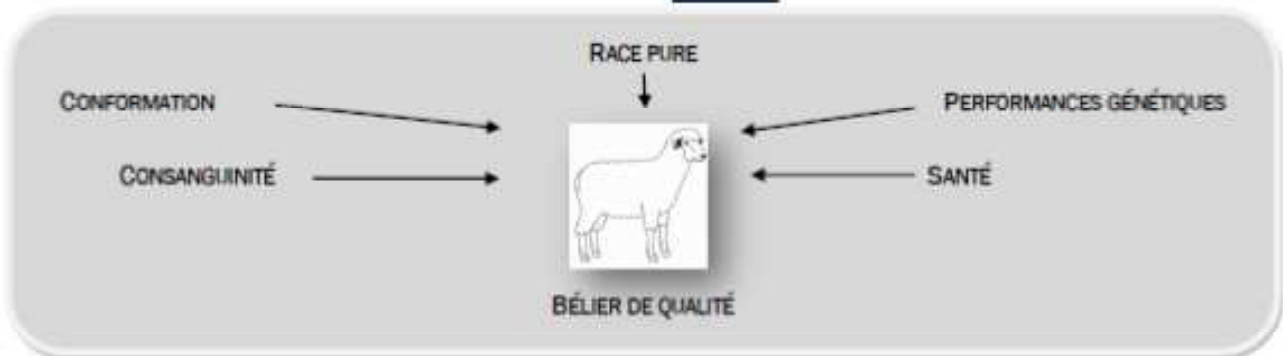 RACE PURE
CONFORMATION
PERFORMANCES GÉNÉTIQUES
CONSANGUINITÉ
SANTÉ
BÉLIER DE QUALITÉ